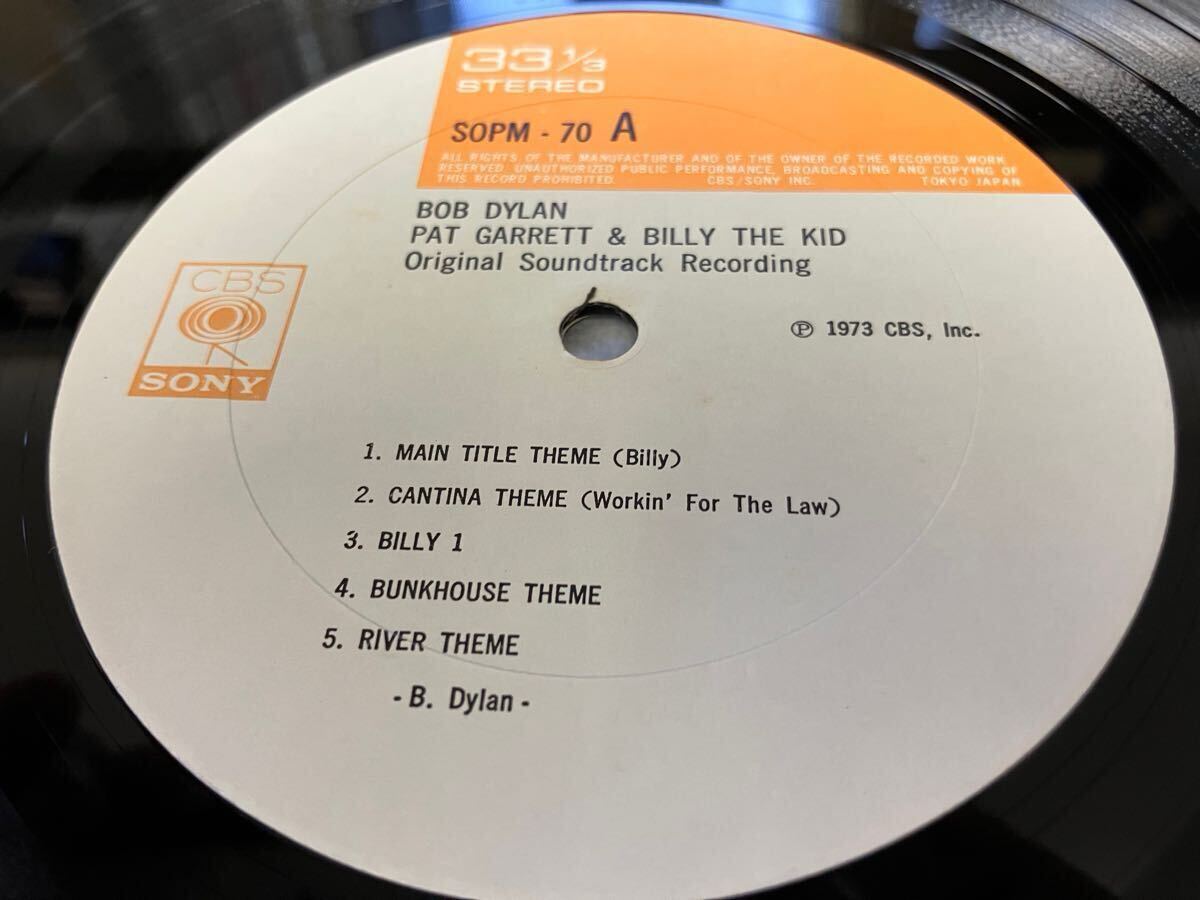 33 1/3
STEREO
SOPM - 70 A
ALL RIGHTS OF THE MANUFACTURER AND OF THE OWNER OF THE RECORDED WORK
RESERVED. UNAUTHORIZED PUBLIC PERFORMANCE, BROADCASTING AND COPYING OF
THIS RECORD PROHIBITED. CBS/SONY INC. TOKYO JAPAN
BOB DYLAN
PAT GARRETT & BILLY THE KID
Original Soundtrack Recording
CBS
SONY
℗ 1973 CBS, Inc.
1. MAIN TITLE THEME (Billy)
2. CANTINA THEME (Workin' For The Law)
3. BILLY 1
4. BUNKHOUSE THEME
5. RIVER THEME
- B. Dylan -